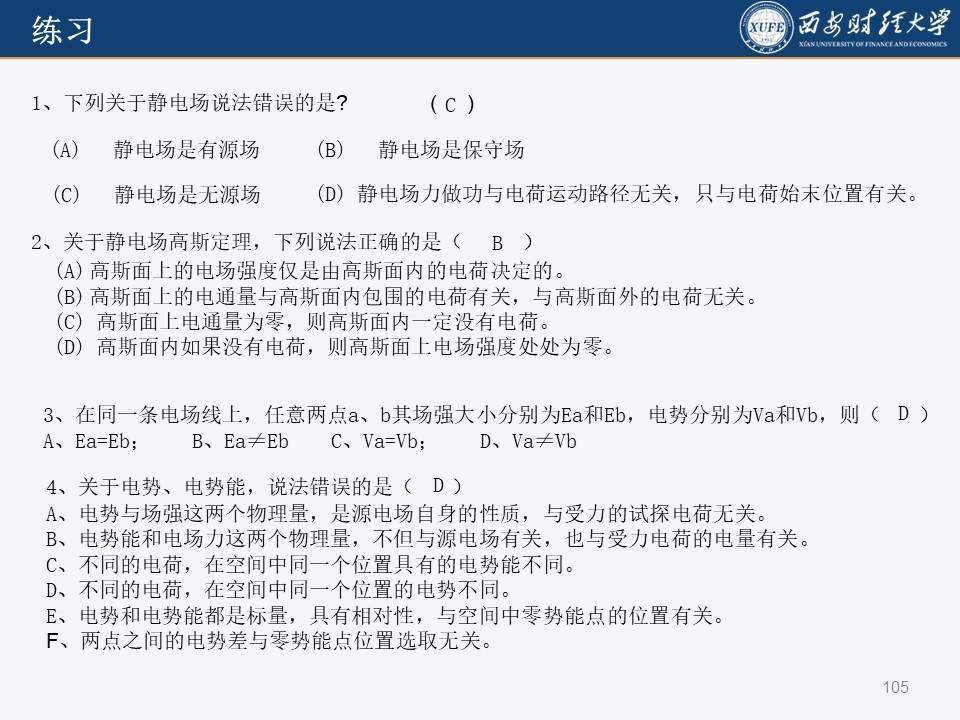 练习
XUFE
西安财经大学
XI'AN UNIVERSITY OF FINANCE AND ECONOMICS
1、下列关于静电场说法错误的是? ( C )
(A) 静电场是有源场 (B) 静电场是保守场
(C) 静电场是无源场 (D) 静电场力做功与电荷运动路径无关，只与电荷始末位置有关。
2、关于静电场高斯定理，下列说法正确的是（ B ）
(A)高斯面上的电场强度仅是由高斯面内的电荷决定的。
(B)高斯面上的电通量与高斯面内包围的电荷有关，与高斯面外的电荷无关。
(C) 高斯面上电通量为零，则高斯面内一定没有电荷。
(D) 高斯面内如果没有电荷，则高斯面上电场强度处处为零。
3、在同一条电场线上，任意两点a、b其场强大小分别为Ea和Eb，电势分别为Va和Vb，则（ D ）
A、Ea=Eb； B、Ea≠Eb C、Va=Vb； D、Va≠Vb
4、关于电势、电势能，说法错误的是（ D ）
A、电势与场强这两个物理量，是源电场自身的性质，与受力的试探电荷无关。
B、电势能和电场力这两个物理量，不但与源电场有关，也与受力电荷的电量有关。
C、不同的电荷，在空间中同一个位置具有的电势能不同。
D、不同的电荷，在空间中同一个位置的电势不同。
E、电势和电势能都是标量，具有相对性，与空间中零势能点的位置有关。
F、两点之间的电势差与零势能点位置选取无关。
105